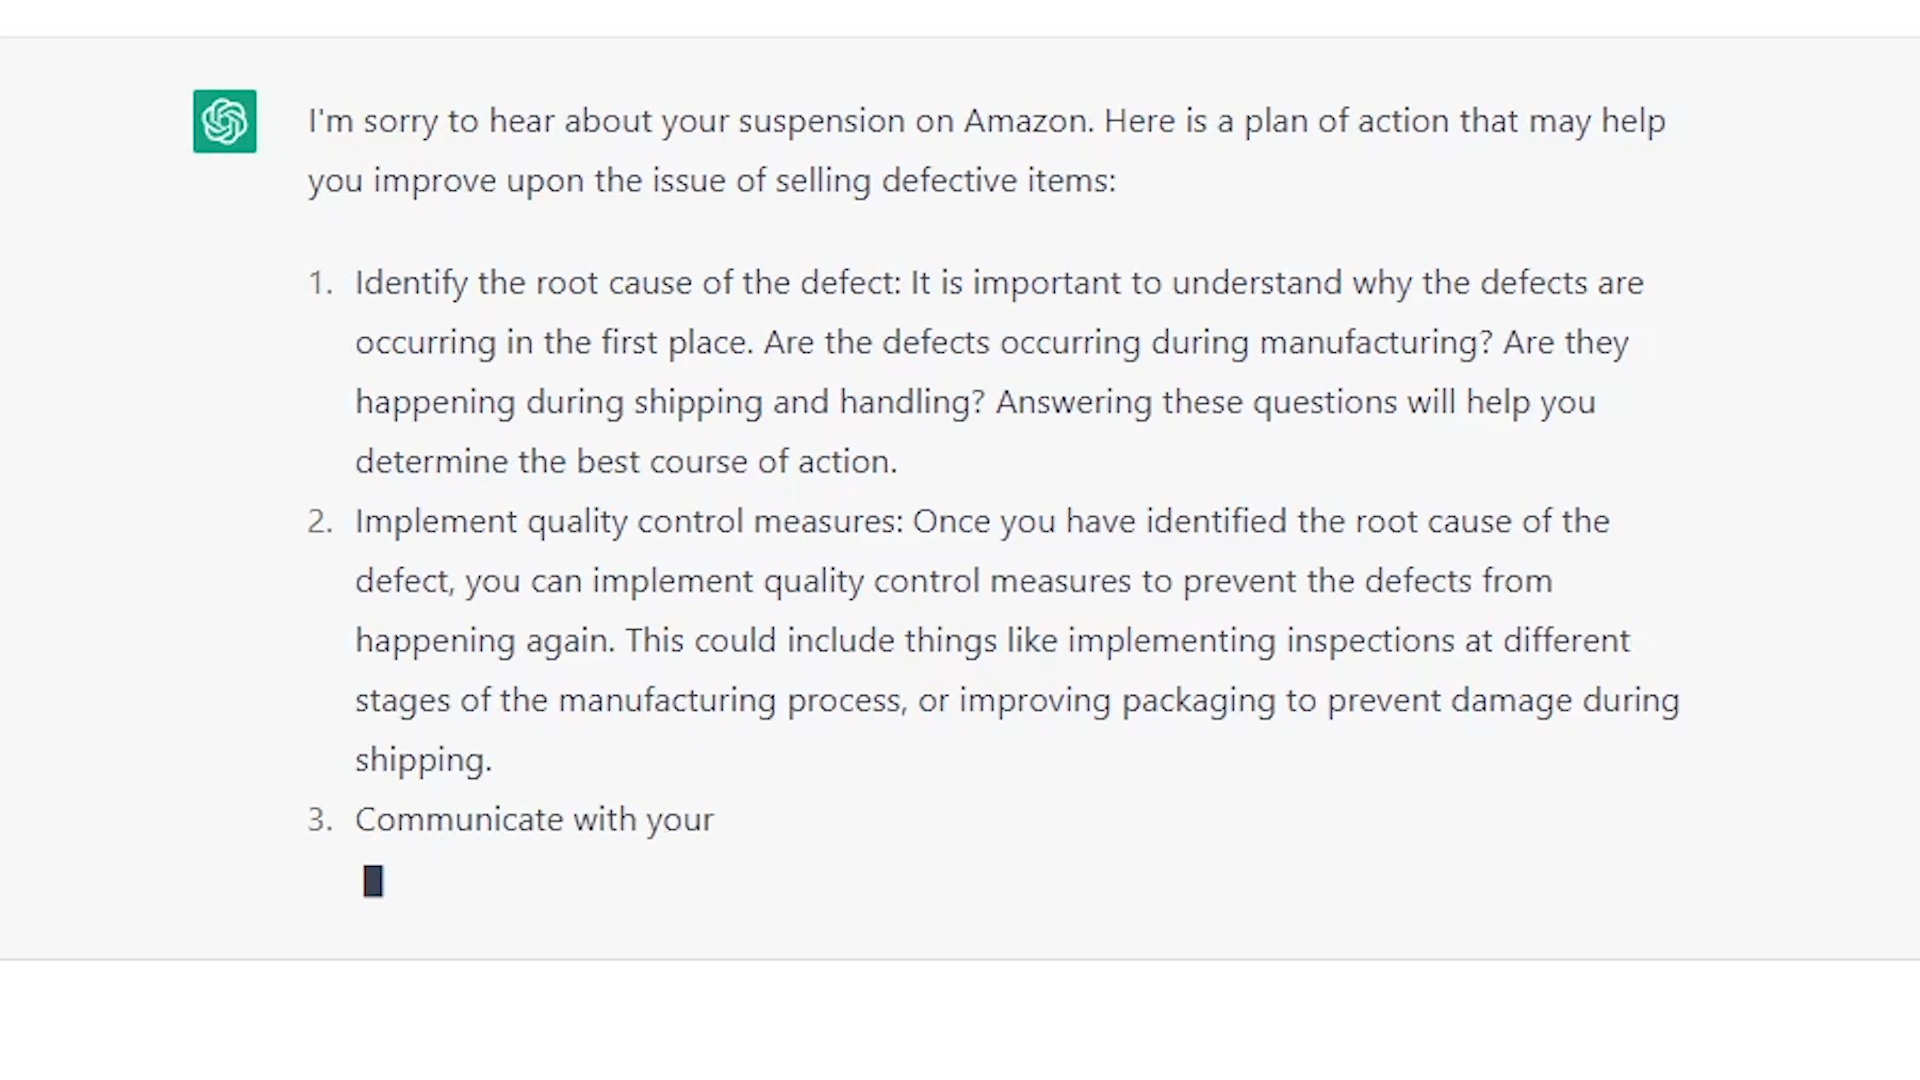 I'm sorry to hear about your suspension on Amazon. Here is a plan of action that may help
you improve upon the issue of selling defective items:
1. Identify the root cause of the defect: It is important to understand why the defects are
occurring in the first place. Are the defects occurring during manufacturing? Are they
happening during shipping and handling? Answering these questions will help you
determine the best course of action.
2. Implement quality control measures: Once you have identified the root cause of the
defect, you can implement quality control measures to prevent the defects from
happening again. This could include things like implementing inspections at different
stages of the manufacturing process, or improving packaging to prevent damage during
shipping.
3. Communicate with your